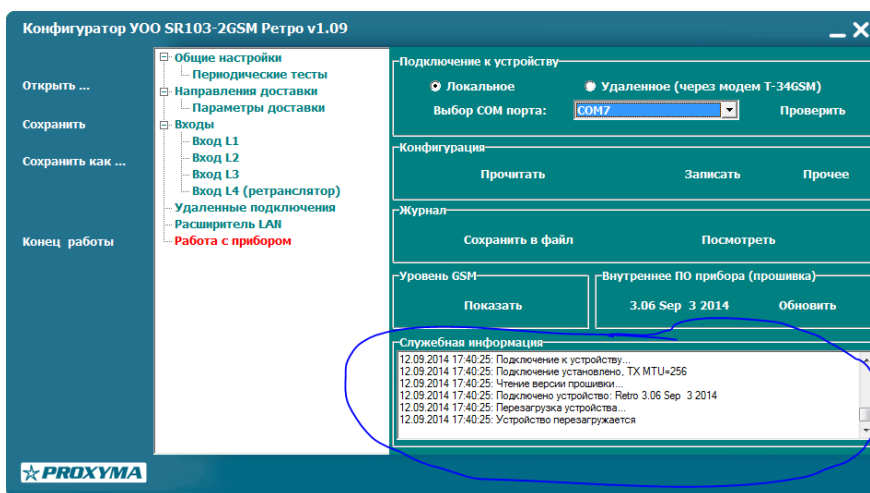 Конфигуратор УОО SR103-2GSM Ретро v1.09
Открыть ...
Сохранить
Сохранить как ...
Конец работы
Общие настройки
Периодические тесты
Направления доставки
Параметры доставки
Входы
Вход L1
Вход L2
Вход L3
Вход L4 (ретранслятор)
Удаленные подключения
Расширитель LAN
Работа с прибором
Подключение к устройству
Локальное Удаленное (через модем Т-34GSM)
Выбор COM порта: COM7 Проверить
Конфигурация
Прочитать Записать Прочее
Журнал
Сохранить в файл Посмотреть
Уровень GSM
Показать
Внутреннее ПО прибора (прошивка)
3.06 Sep 3 2014 Обновить
Служебная информация
12.09.2014 17:40:25: Подключение к устройству...
12.09.2014 17:40:25: Подключение установлено, TX MTU=256
12.09.2014 17:40:25: Чтение версии прошивки...
12.09.2014 17:40:25: Подключено устройство: Retro 3.06 Sep 3 2014
12.09.2014 17:40:25: Перезагрузка устройства...
12.09.2014 17:40:25: Устройство перезагружается
PROXYMA